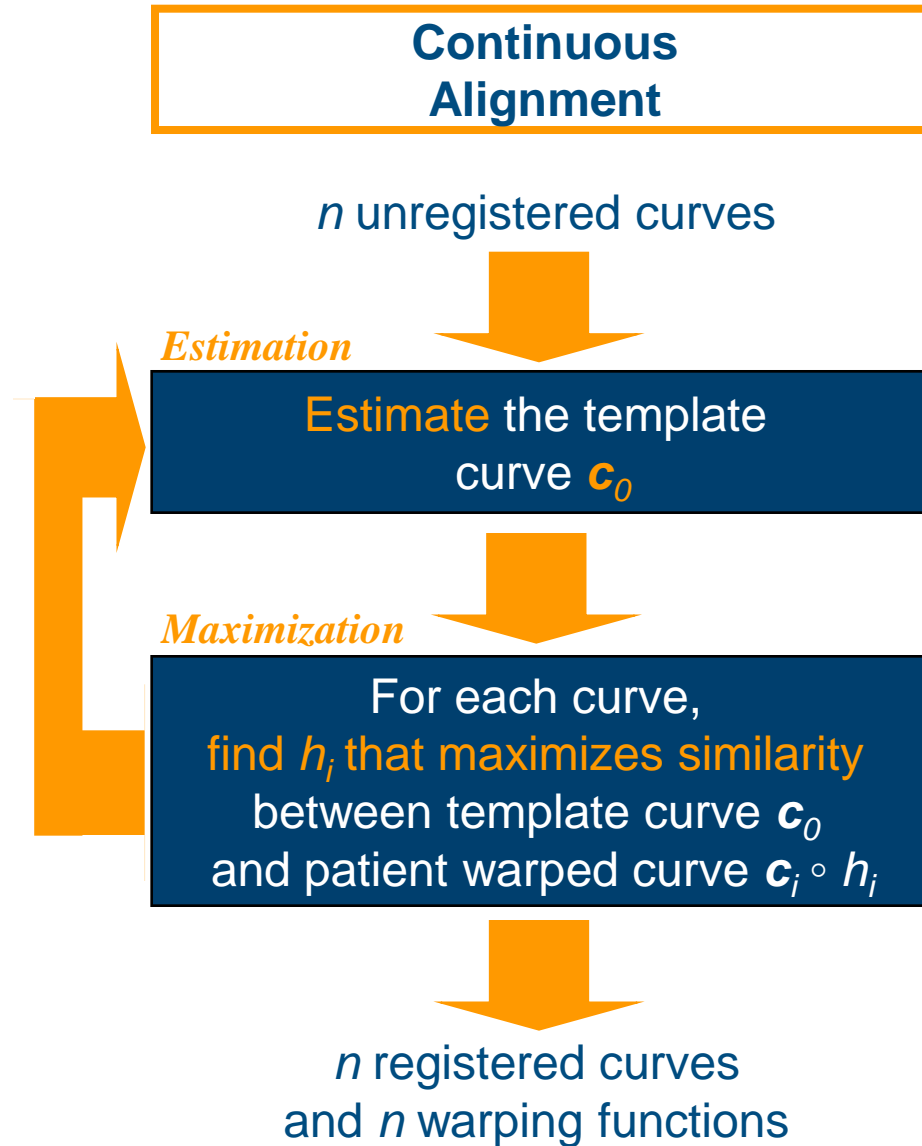 Continuous
Alignment
n unregistered curves
Estimation
Estimate the template
curve c0
Maximization
For each curve,
find hi that maximizes similarity
between template curve c0
and patient warped curve ci ∘ hi
n registered curves
and n warping functions